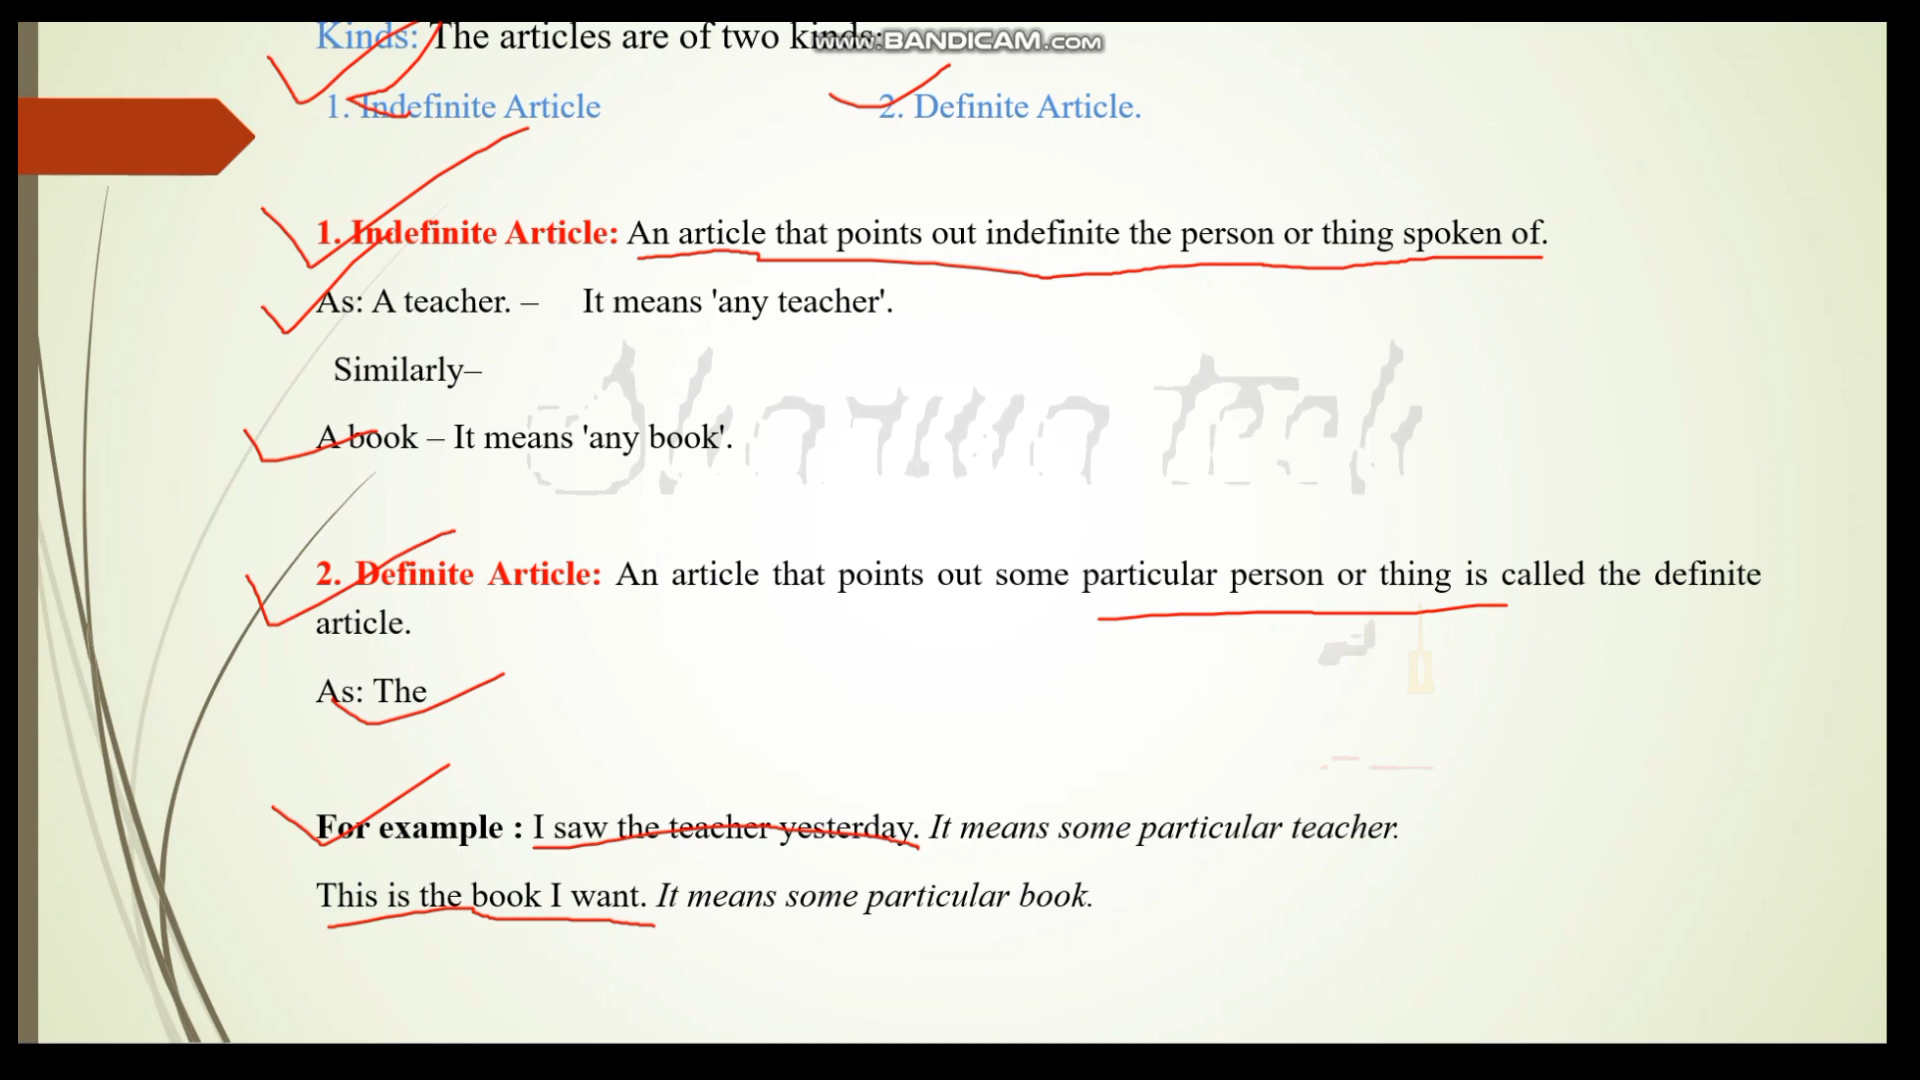 Kinds: The articles are of two kinds:
www.BANDICAM.com
1. Indefinite Article 2. Definite Article.
1. Indefinite Article: An article that points out indefinite the person or thing spoken of.
As: A teacher. – It means 'any teacher'.
Similarly–
A book – It means 'any book'.
2. Definite Article: An article that points out some particular person or thing is called the definite
article.
As: The
For example : I saw the teacher yesterday. It means some particular teacher.
This is the book I want. It means some particular book.